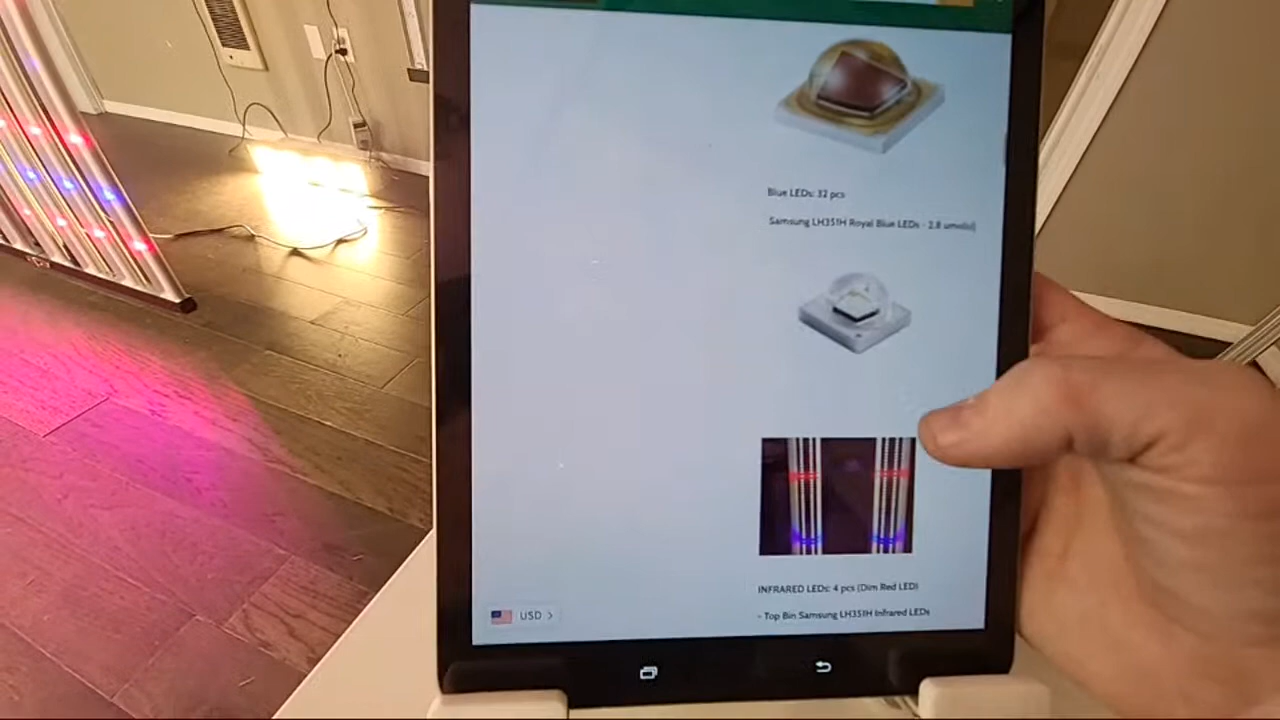 Blue LEDs: 32 pcs
Samsung LH351H Royal Blue LEDs - 2.8 umol/j
INFRARED LEDs: 4 pcs (Dim Red LED)
- Top Bin Samsung LH351H Infrared LEDs
USD >